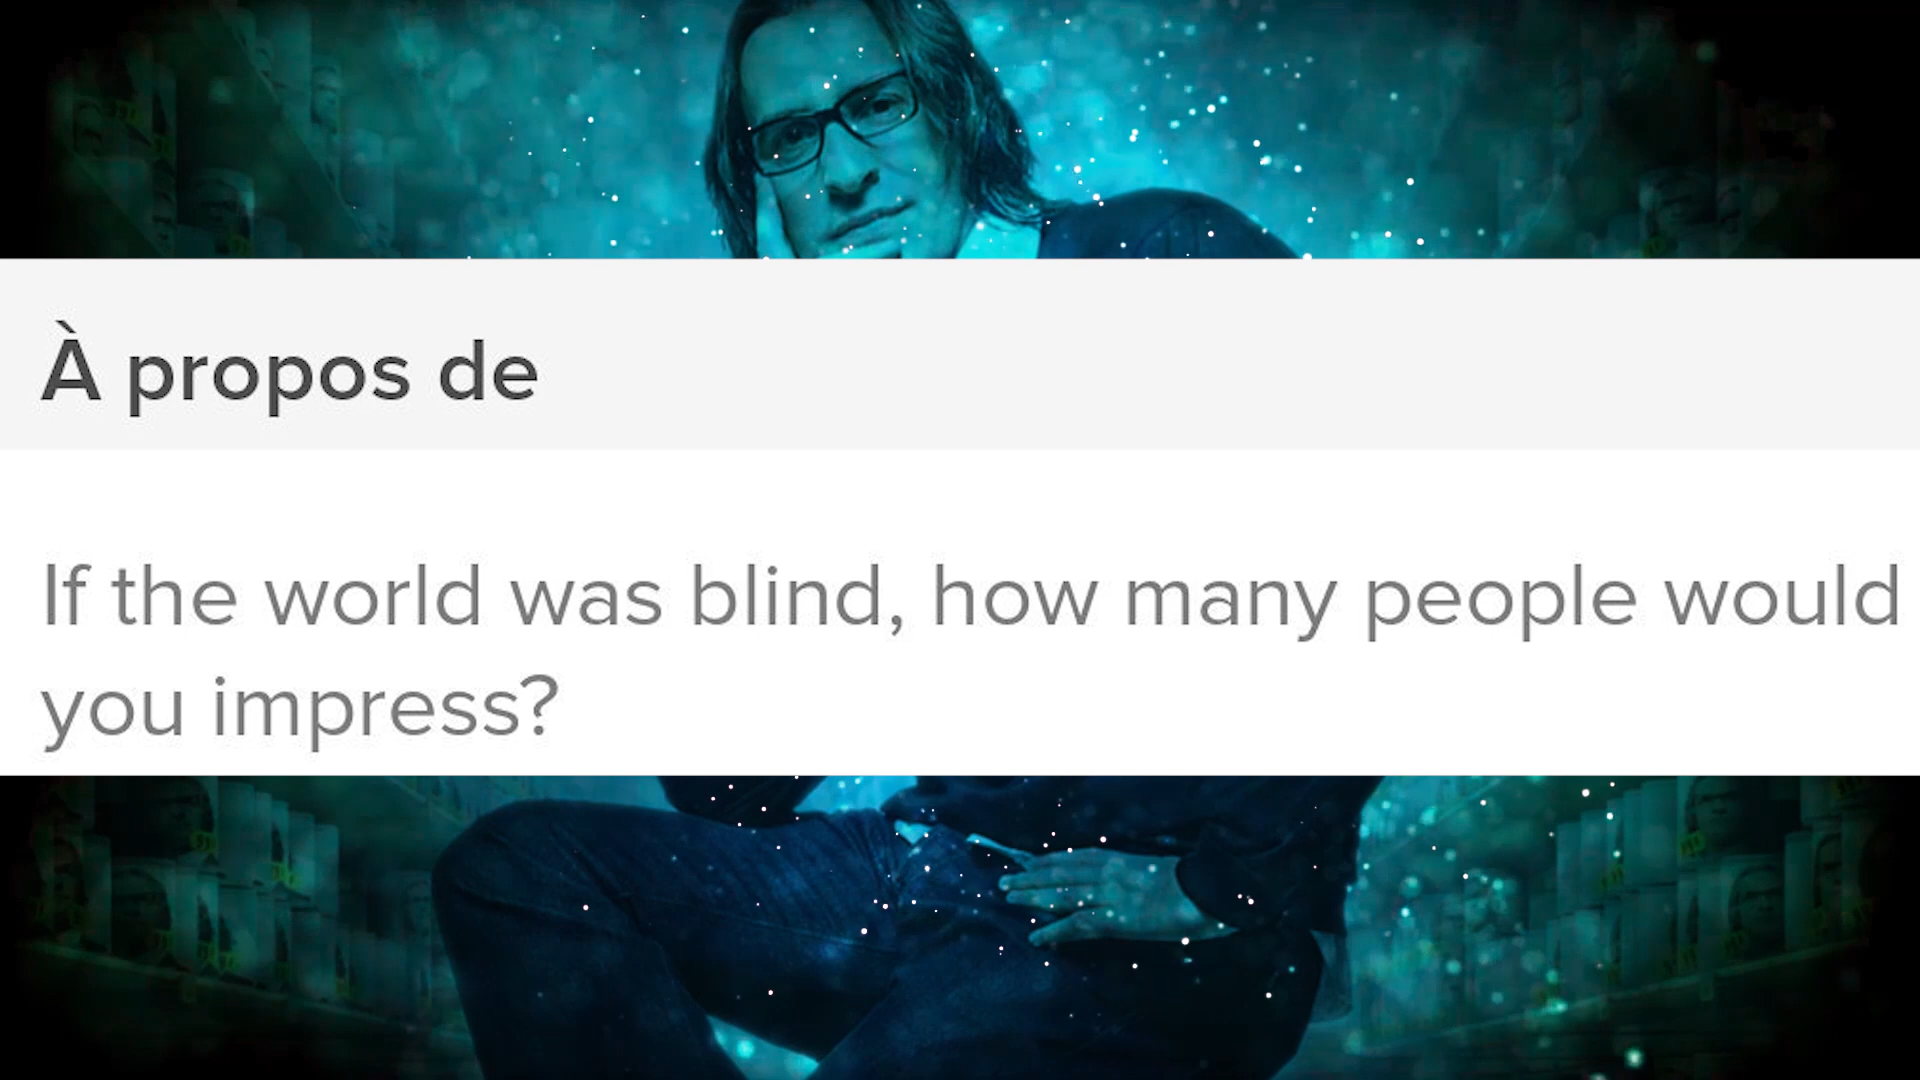 À propos de
If the world was blind, how many people would
you impress?